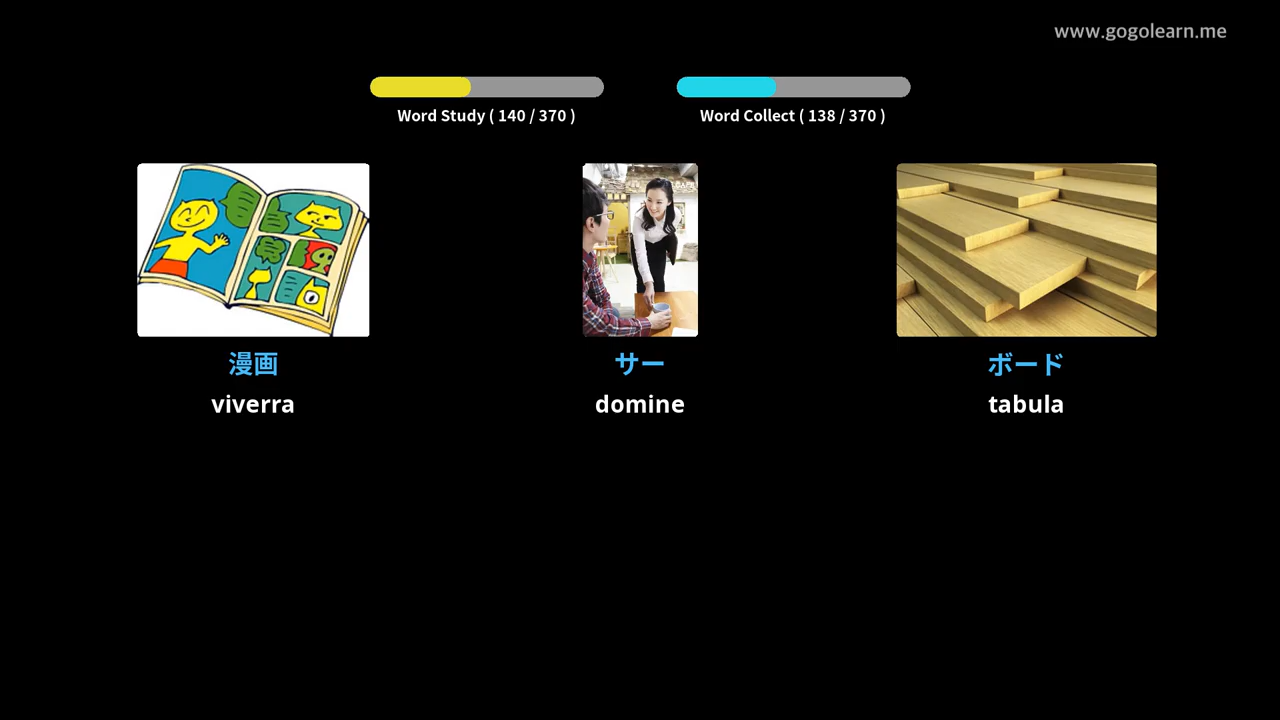 www.gogolearn.me
Word Study ( 140 / 370 )
Word Collect ( 138 / 370 )
漫画
サー
ボード
viverra
domine
tabula